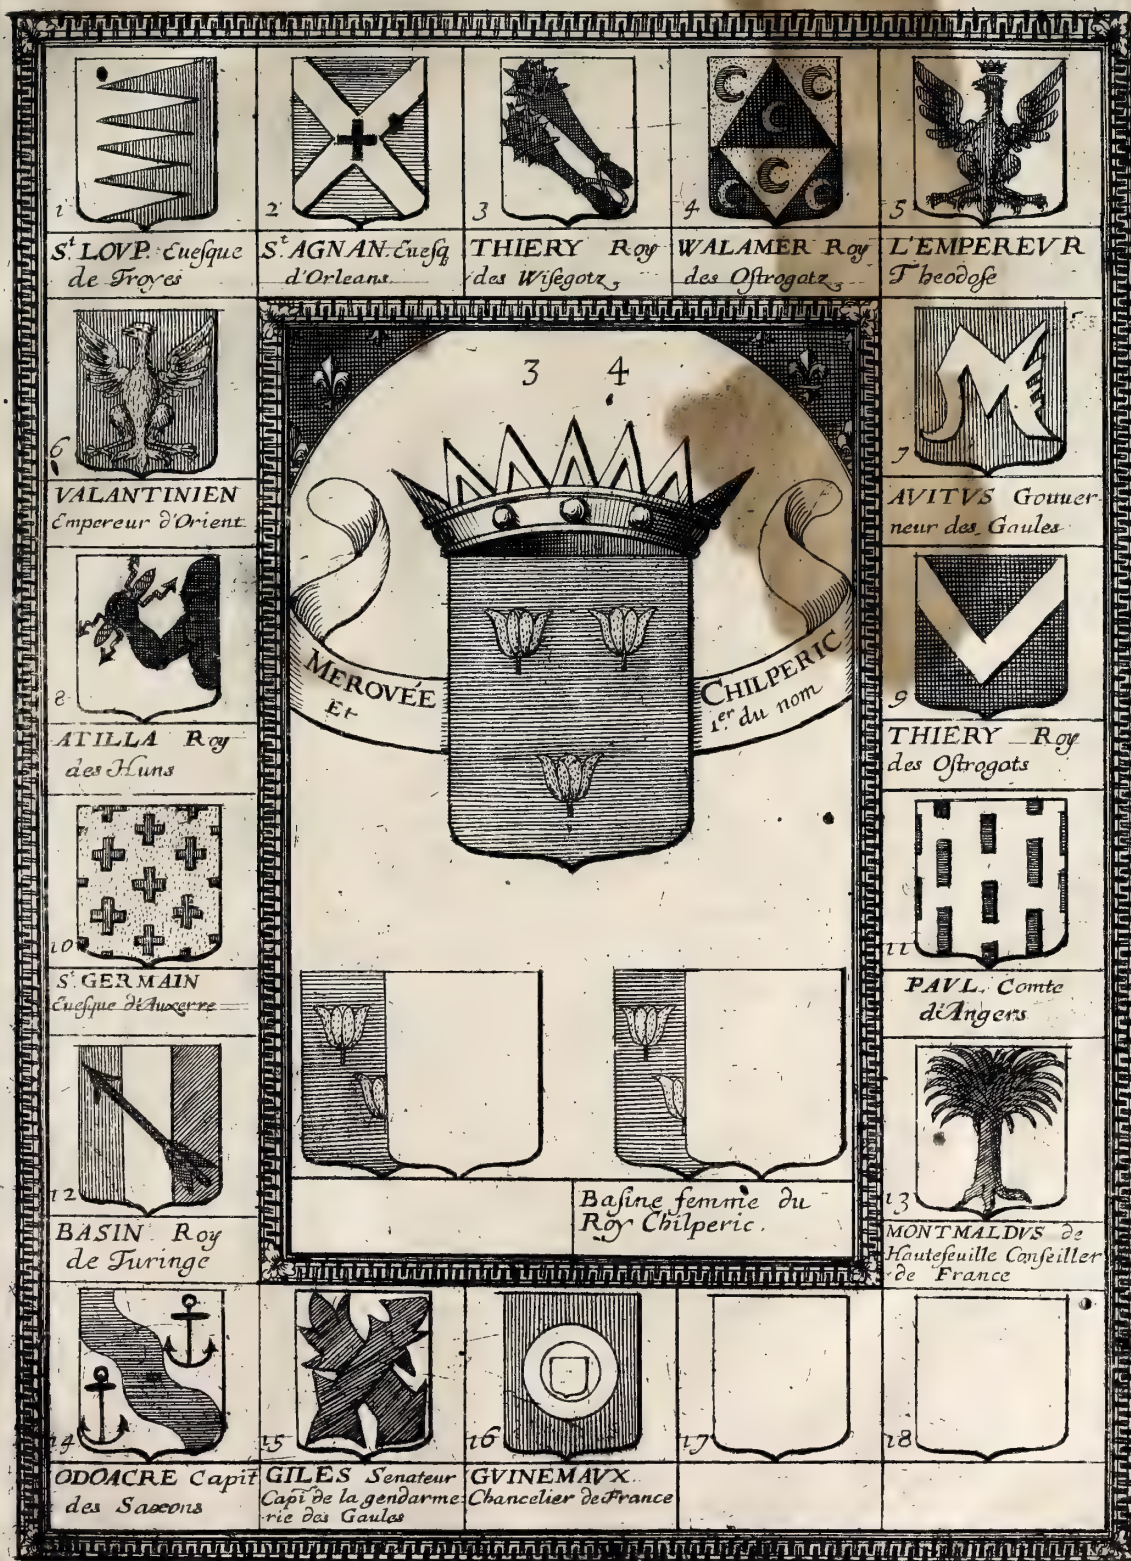 1
St. LOVP. Euesque
de Troyes
2
St. AGNAN. Euesq
d'Orleans
3
THIERY Roy
des Wisegotz
4
WALAMER Roy
des Ostrogotz
5
L'EMPEREVR
Theodose
6
VALANTINIEN
Empereur d'Orient
3 4
MEROVÉE
Et
CHILPERIC
1er du nom
7
AVITVS Gouuer
neur des Gaules
8
ATILLA Roy
des Huns
9
THIERY Roy
des Ostrogots
10
St. GERMAIN
Euesque d'Auxerre
11
PAVL. Comte
d'Angers
12
BASIN Roy
de Turinge
Basine femme du
Roy Chilperic.
13
MONTMALDVS de
Hautefeuille Conseiller
de France
14
ODOACRE Capit
des Saxons
15
GILES Senateur
Capi de la gendarme
rie des Gaules
16
GVINEMAVX
Chancelier de France
17
18